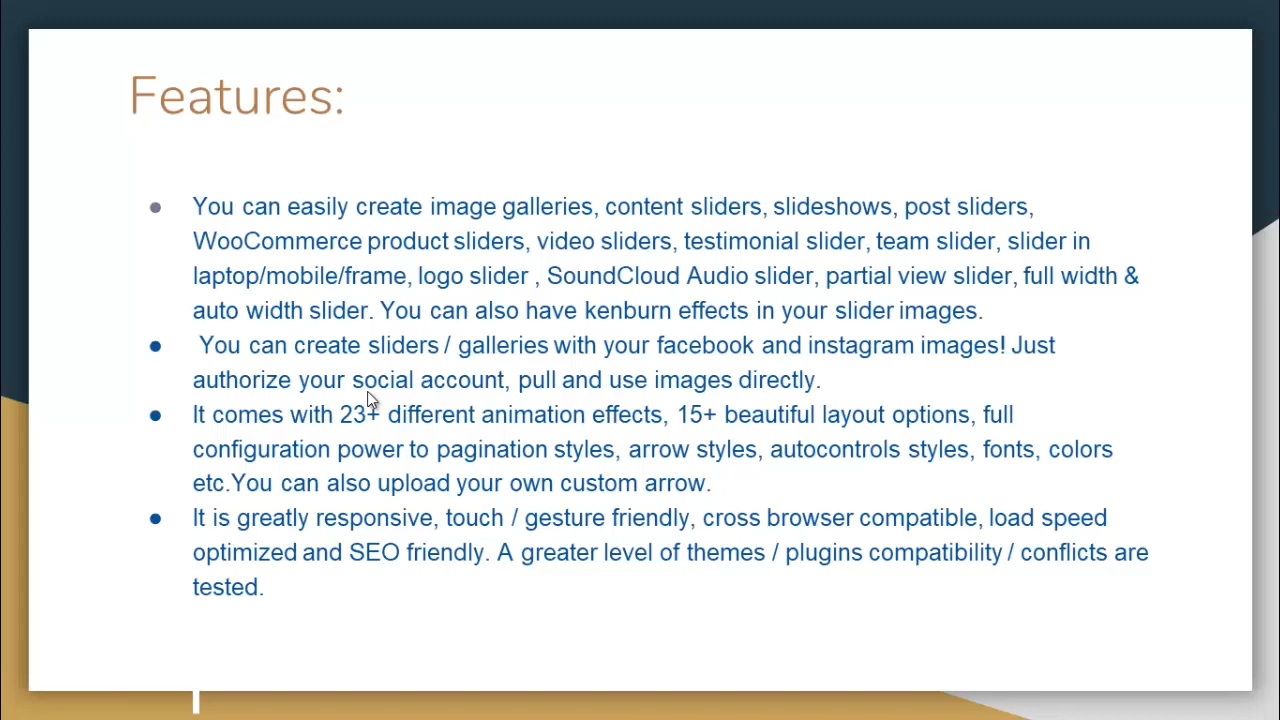 Features:
● You can easily create image galleries, content sliders, slideshows, post sliders,
WooCommerce product sliders, video sliders, testimonial slider, team slider, slider in
laptop/mobile/frame, logo slider , SoundCloud Audio slider, partial view slider, full width &
auto width slider. You can also have kenburn effects in your slider images.
● You can create sliders / galleries with your facebook and instagram images! Just
authorize your social account, pull and use images directly.
● It comes with 23+ different animation effects, 15+ beautiful layout options, full
configuration power to pagination styles, arrow styles, autocontrols styles, fonts, colors
etc.You can also upload your own custom arrow.
● It is greatly responsive, touch / gesture friendly, cross browser compatible, load speed
optimized and SEO friendly. A greater level of themes / plugins compatibility / conflicts are
tested.